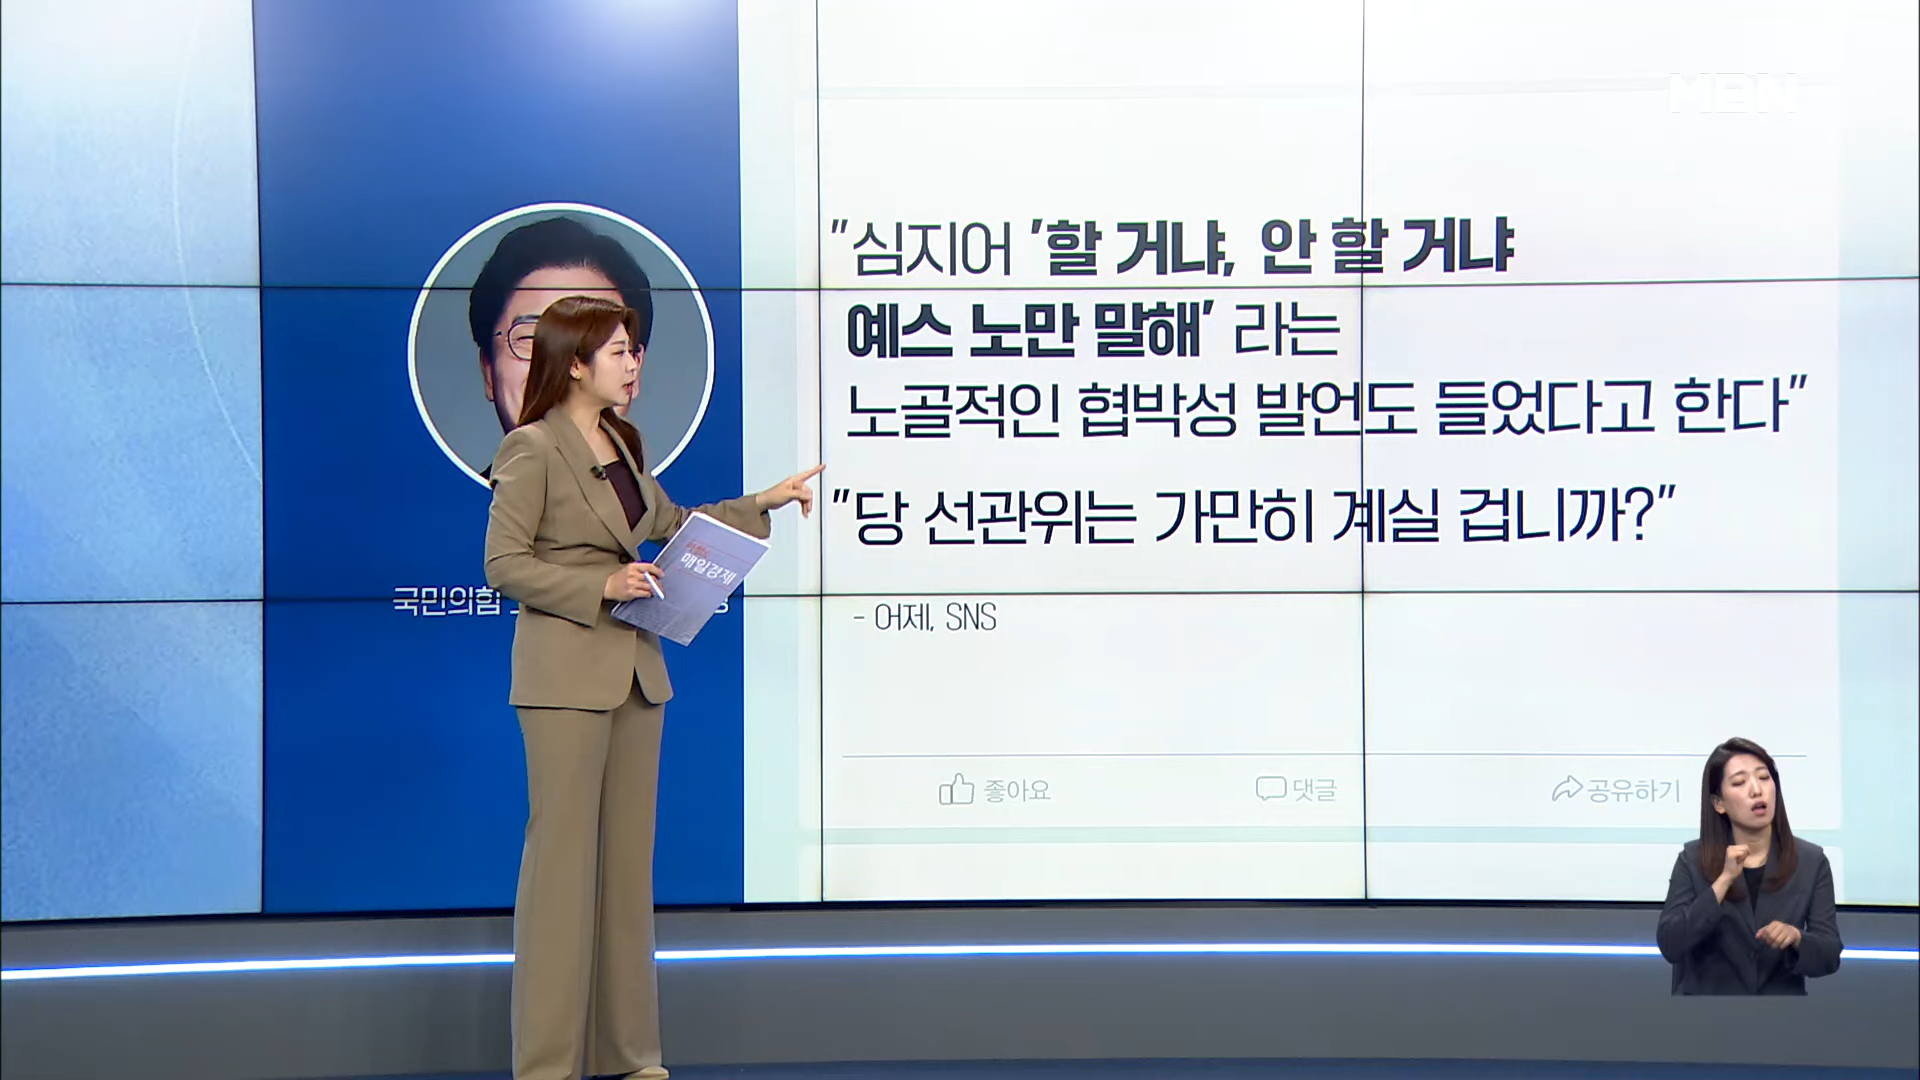 MBN
"심지어 '할 거냐, 안 할 거냐
예스 노만 말해' 라는
노골적인 협박성 발언도 들었다고 한다"
"당 선관위는 가만히 계실 겁니까?"
- 어제, SNS
국민의힘
매일경제
좋아요
댓글
공유하기